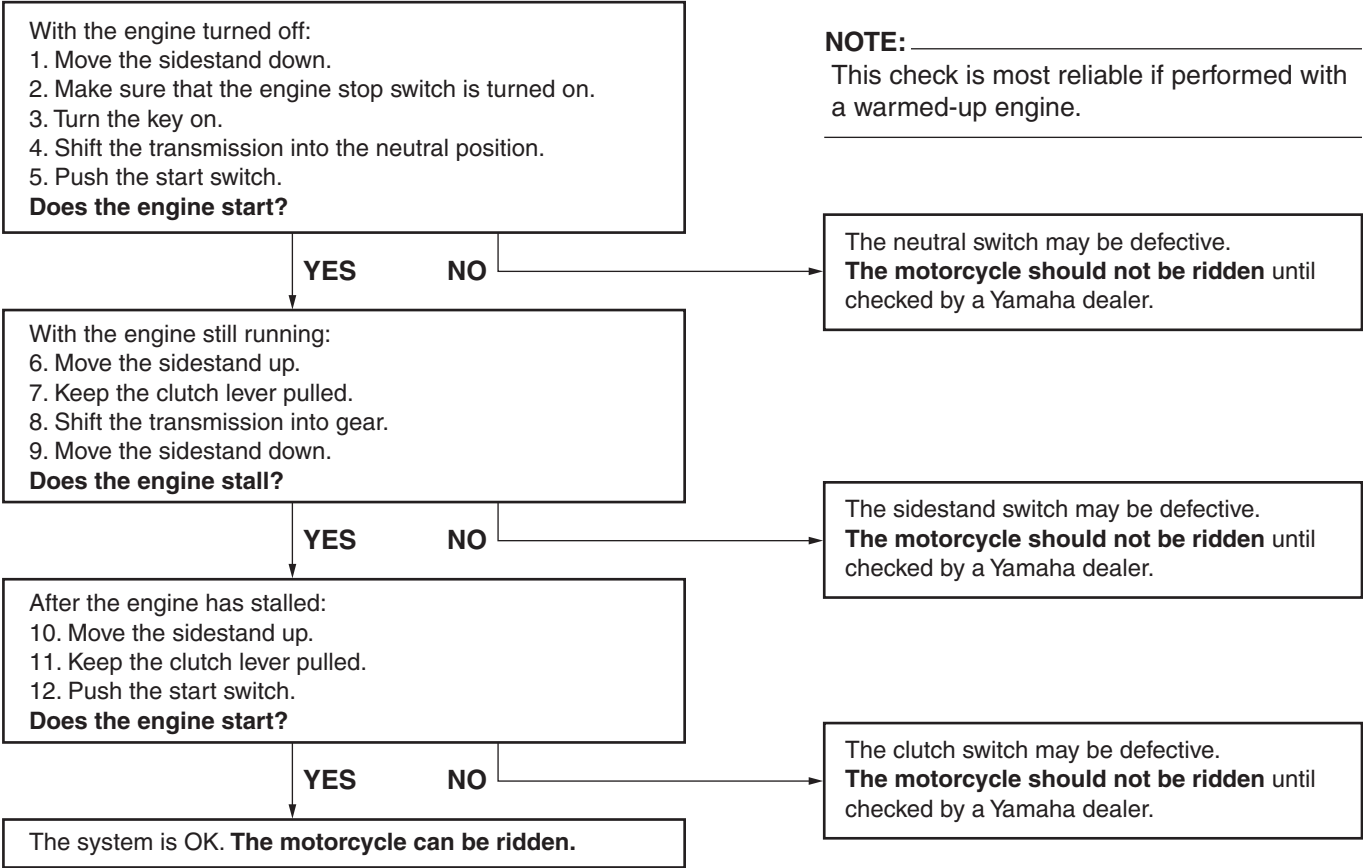 With the engine turned off:
1. Move the sidestand down.
2. Make sure that the engine stop switch is turned on.
3. Turn the key on.
4. Shift the transmission into the neutral position.
5. Push the start switch.
Does the engine start?
NOTE:
This check is most reliable if performed with
a warmed-up engine.
YES NO
The neutral switch may be defective.
The motorcycle should not be ridden until
checked by a Yamaha dealer.
With the engine still running:
6. Move the sidestand up.
7. Keep the clutch lever pulled.
8. Shift the transmission into gear.
9. Move the sidestand down.
Does the engine stall?
YES NO
The sidestand switch may be defective.
The motorcycle should not be ridden until
checked by a Yamaha dealer.
After the engine has stalled:
10. Move the sidestand up.
11. Keep the clutch lever pulled.
12. Push the start switch.
Does the engine start?
YES NO
The clutch switch may be defective.
The motorcycle should not be ridden until
checked by a Yamaha dealer.
The system is OK. The motorcycle can be ridden.